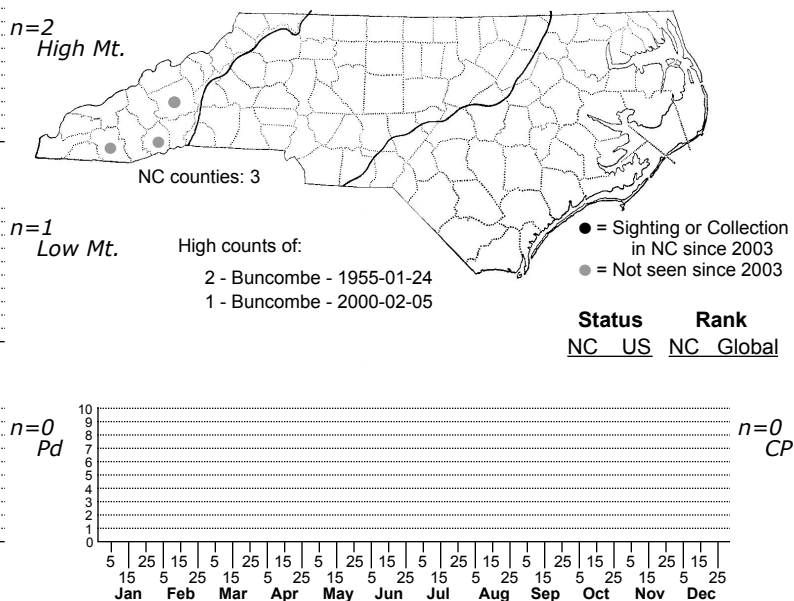 n=2
High Mt.
NC counties: 3
n=1
Low Mt.
High counts of:
2 - Buncombe - 1955-01-24
1 - Buncombe - 2000-02-05
● = Sighting or Collection
in NC since 2003
● = Not seen since 2003
Status Rank
NC US NC Global
n=0
Pd
10
9
8
7
6
5
4
3
2
1
0
n=0
CP
5 25 15 5 25 15 5 25 15 5 25 15 5 25 15 5 25 15
15 5 25 15 5 25 15 5 25 15 5 25 15 5 25 15 5 25
Jan Feb Mar Apr May Jun Jul Aug Sep Oct Nov Dec